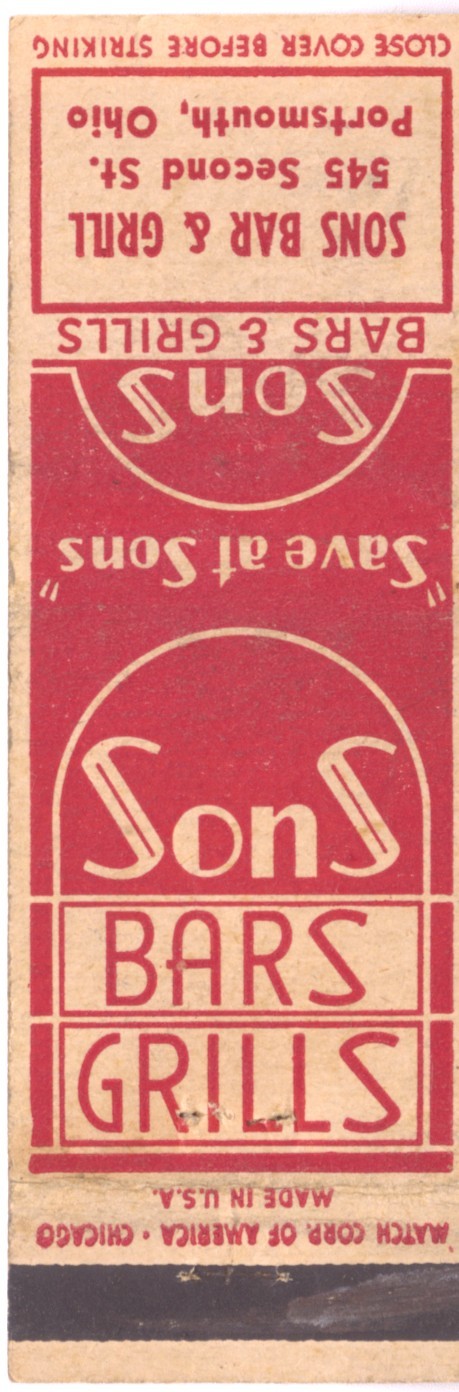 CLOSE COVER BEFORE STRIKING
SONS BAR & GRILL
545 Second St.
Portsmouth, Ohio
BARS & GRILLS
SonS
"Save at Sons"
SonS
BARS
GRILLS
MATCH CORP. OF AMERICA • CHICAGO
MADE IN U.S.A.